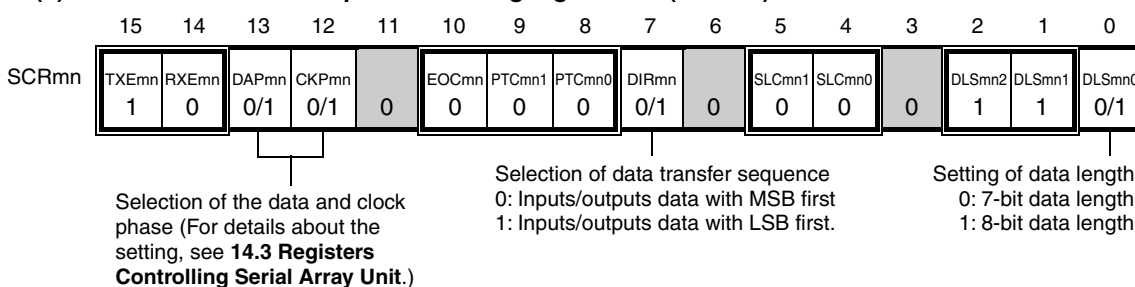 15 14 13 12 11 10 9 8 7 6 5 4 3 2 1 0
SCRmn
TXEmn RXEmn DAPmn CKPmn EOCmn PTCmn1 PTCmn0 DIRmn SLCmn1 SLCmn0 DLSmn2 DLSmn1 DLSmn0
1 0 0/1 0/1 0 0 0 0 0/1 0 0 0 0 1 1 0/1
Selection of the data and clock
phase (For details about the
setting, see 14.3 Registers
Controlling Serial Array Unit.)
Selection of data transfer sequence
0: Inputs/outputs data with MSB first
1: Inputs/outputs data with LSB first.
Setting of data length
0: 7-bit data length
1: 8-bit data length